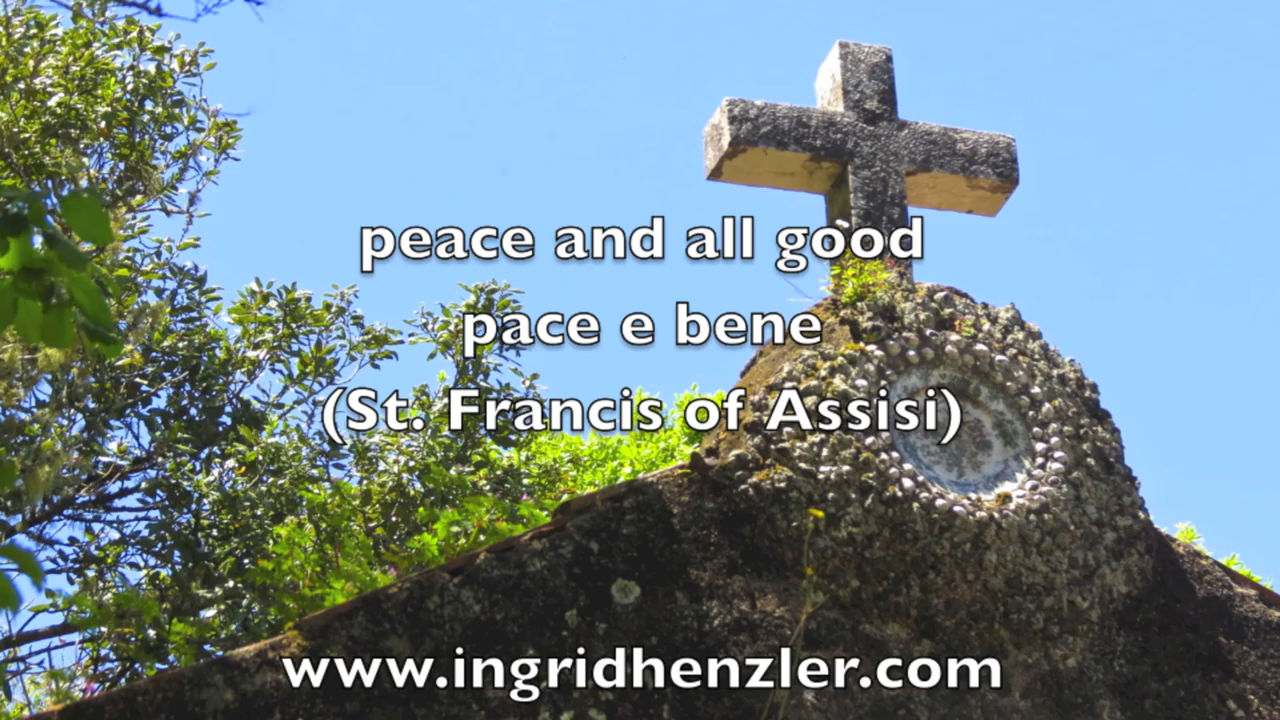 peace and all good
pace e bene
(St. Francis of Assisi)
www.ingridhenzler.com